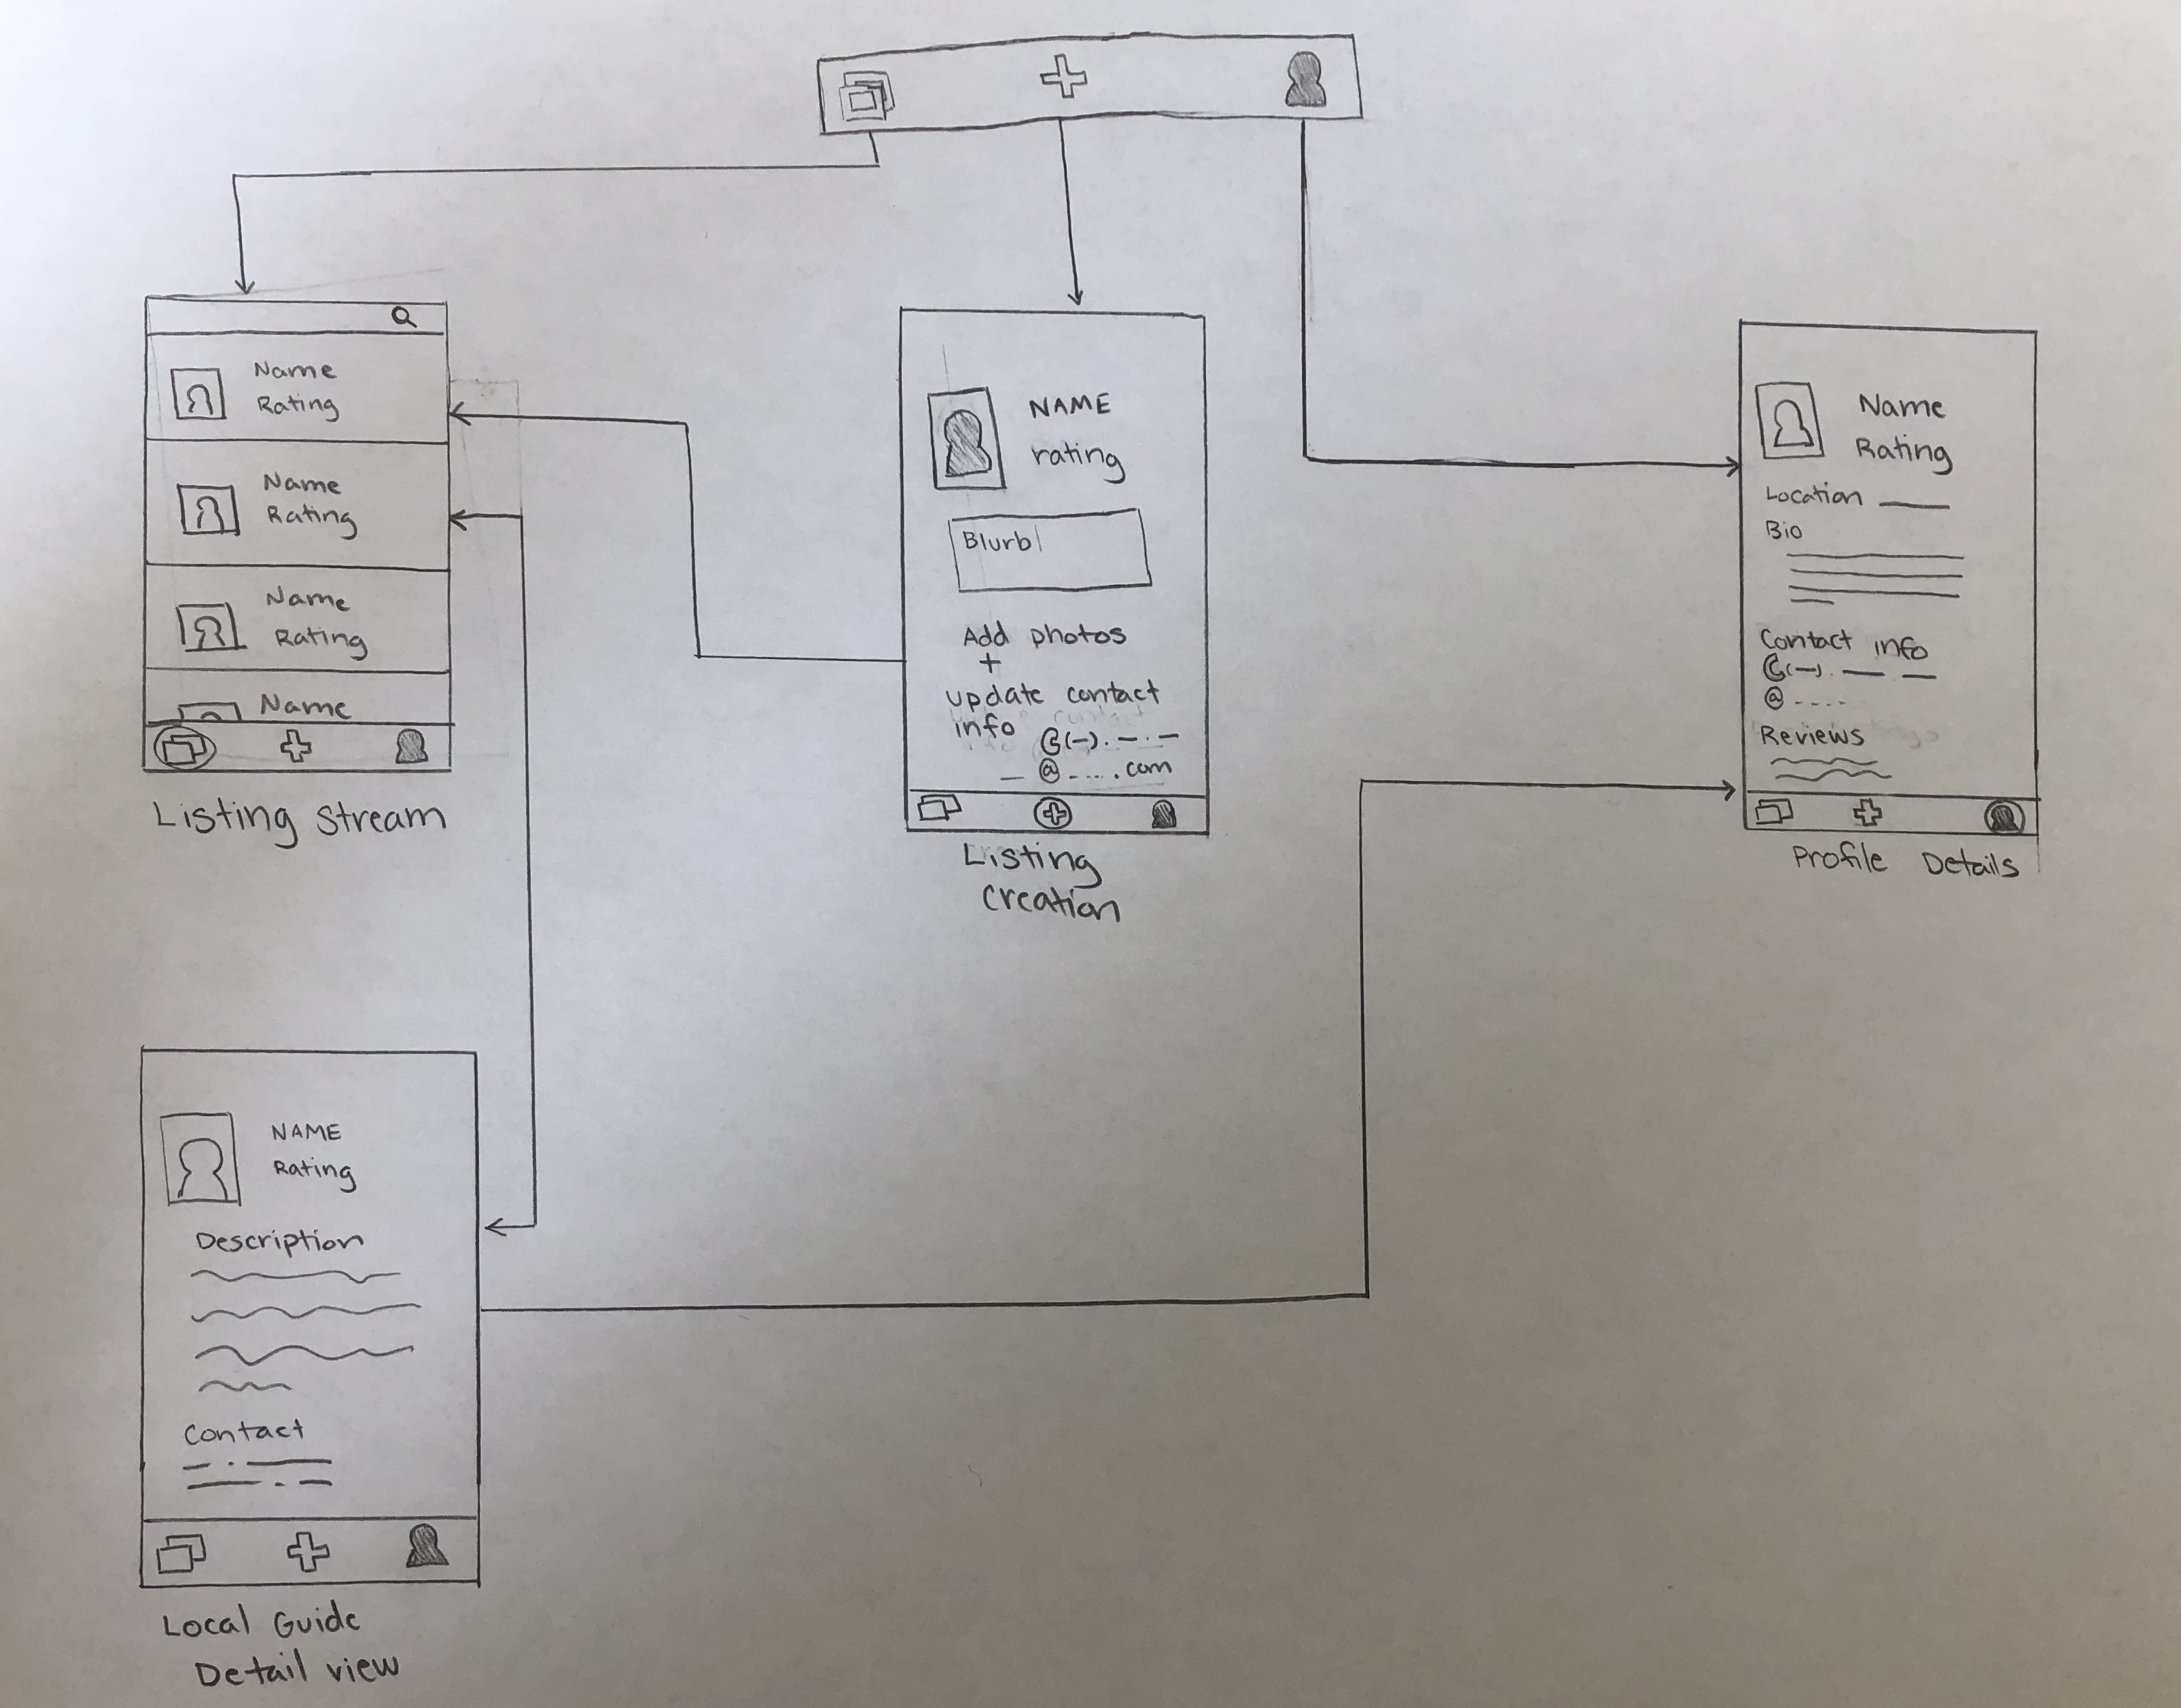 Name
Rating
Name
Rating
Name
Rating
Name
Listing Stream
NAME
rating
Blurb
Add photos
+
update contact
info (-). - . -
_ @ - - . . . com
Listing
Creation
Name
Rating
Location
Bio
Contact info
(-). — —
@ - - - -
Reviews
Profile Details
NAME
Rating
Description
Contact
Local Guide
Detail view